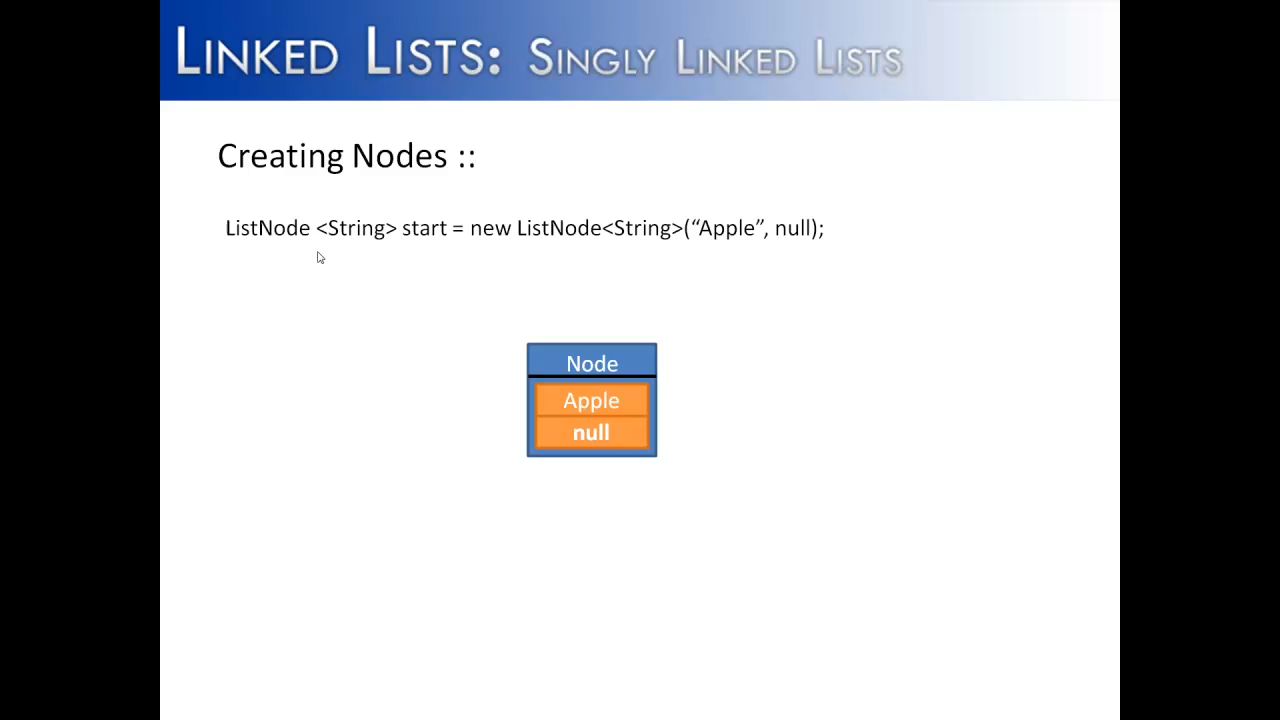 LINKED LISTS: SINGLY LINKED LISTS
Creating Nodes ::
ListNode <String> start = new ListNode<String>(“Apple”, null);
Node
Apple
null